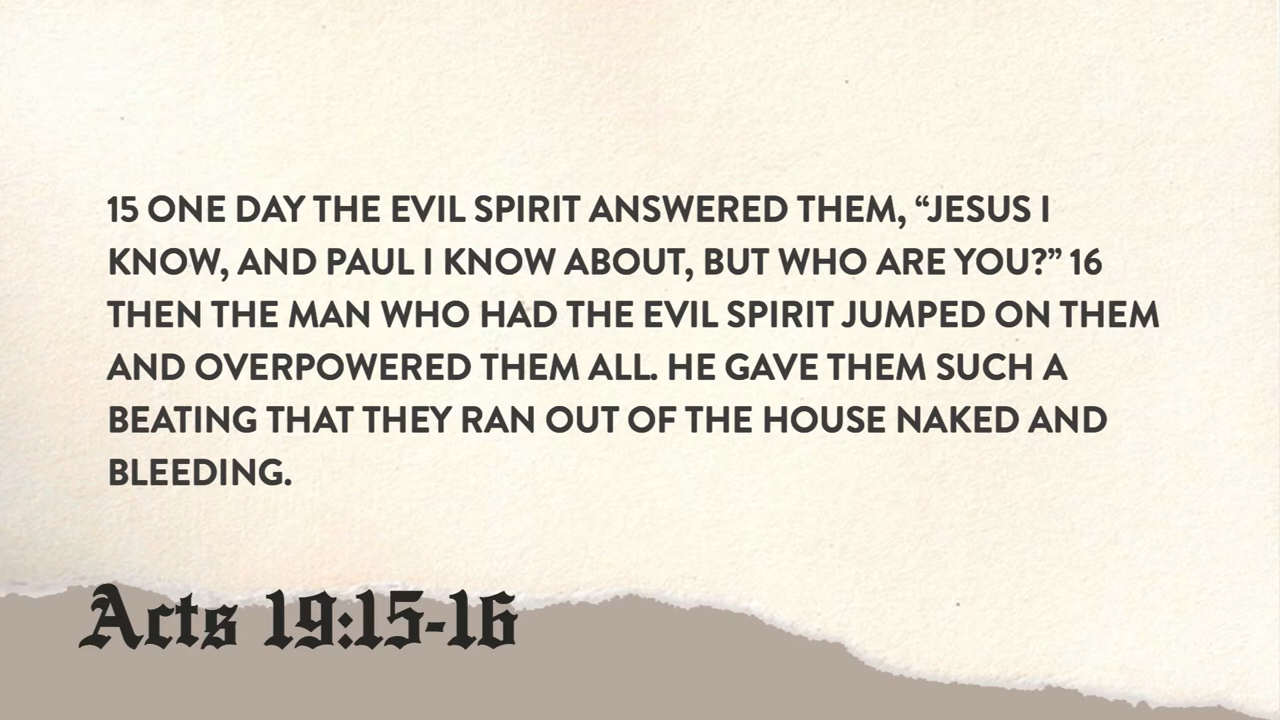 15 ONE DAY THE EVIL SPIRIT ANSWERED THEM, “JESUS I
KNOW, AND PAUL I KNOW ABOUT, BUT WHO ARE YOU?” 16
THEN THE MAN WHO HAD THE EVIL SPIRIT JUMPED ON THEM
AND OVERPOWERED THEM ALL. HE GAVE THEM SUCH A
BEATING THAT THEY RAN OUT OF THE HOUSE NAKED AND
BLEEDING.
Acts 19:15-16